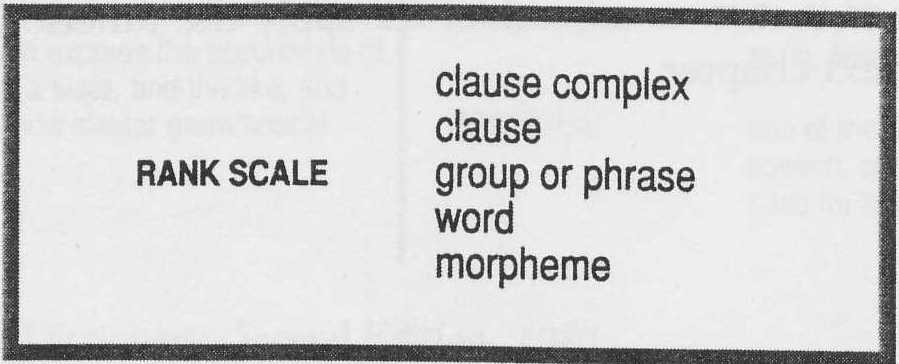 clause complex
clause
RANK SCALE group or phrase
word
morpheme